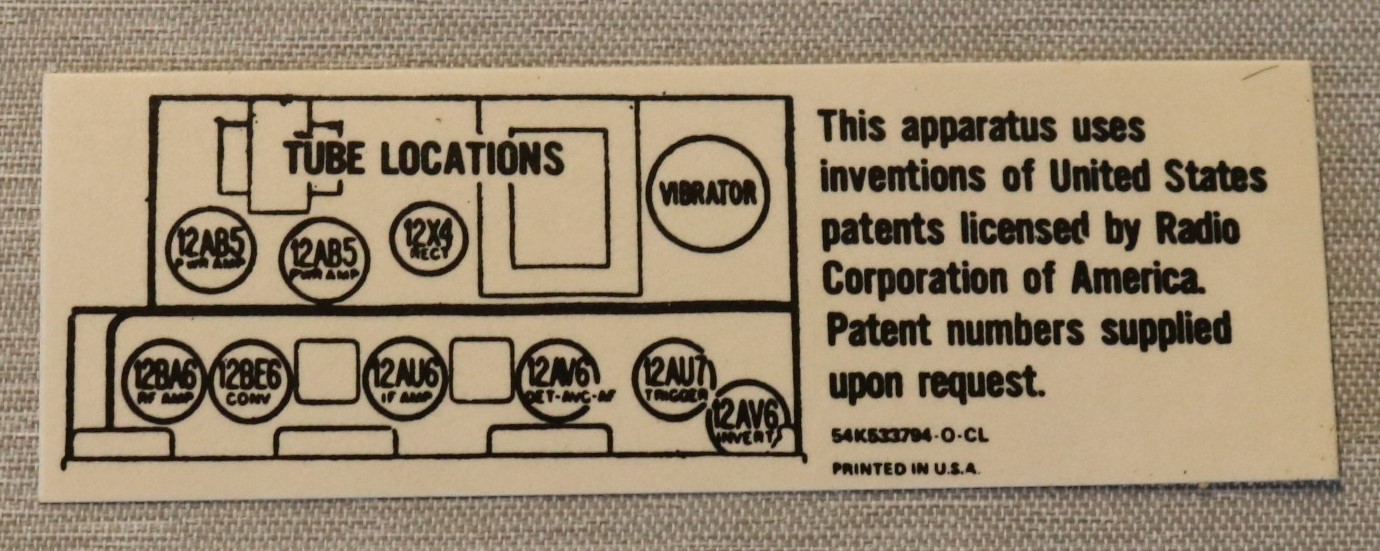 TUBE LOCATIONS
VIBRATOR
12AB5
PWR AMP
12AB5
PWR AMP
12X4
RECT
12BA6
RF AMP
12BE6
CONV
12AU6
IF AMP
12AV6
DET-AVC-AF
12AU7
TRIGGER
12AV6
INVERT
This apparatus uses
inventions of United States
patents licensed by Radio
Corporation of America.
Patent numbers supplied
upon request.
54K533794-O-CL
PRINTED IN U.S.A.